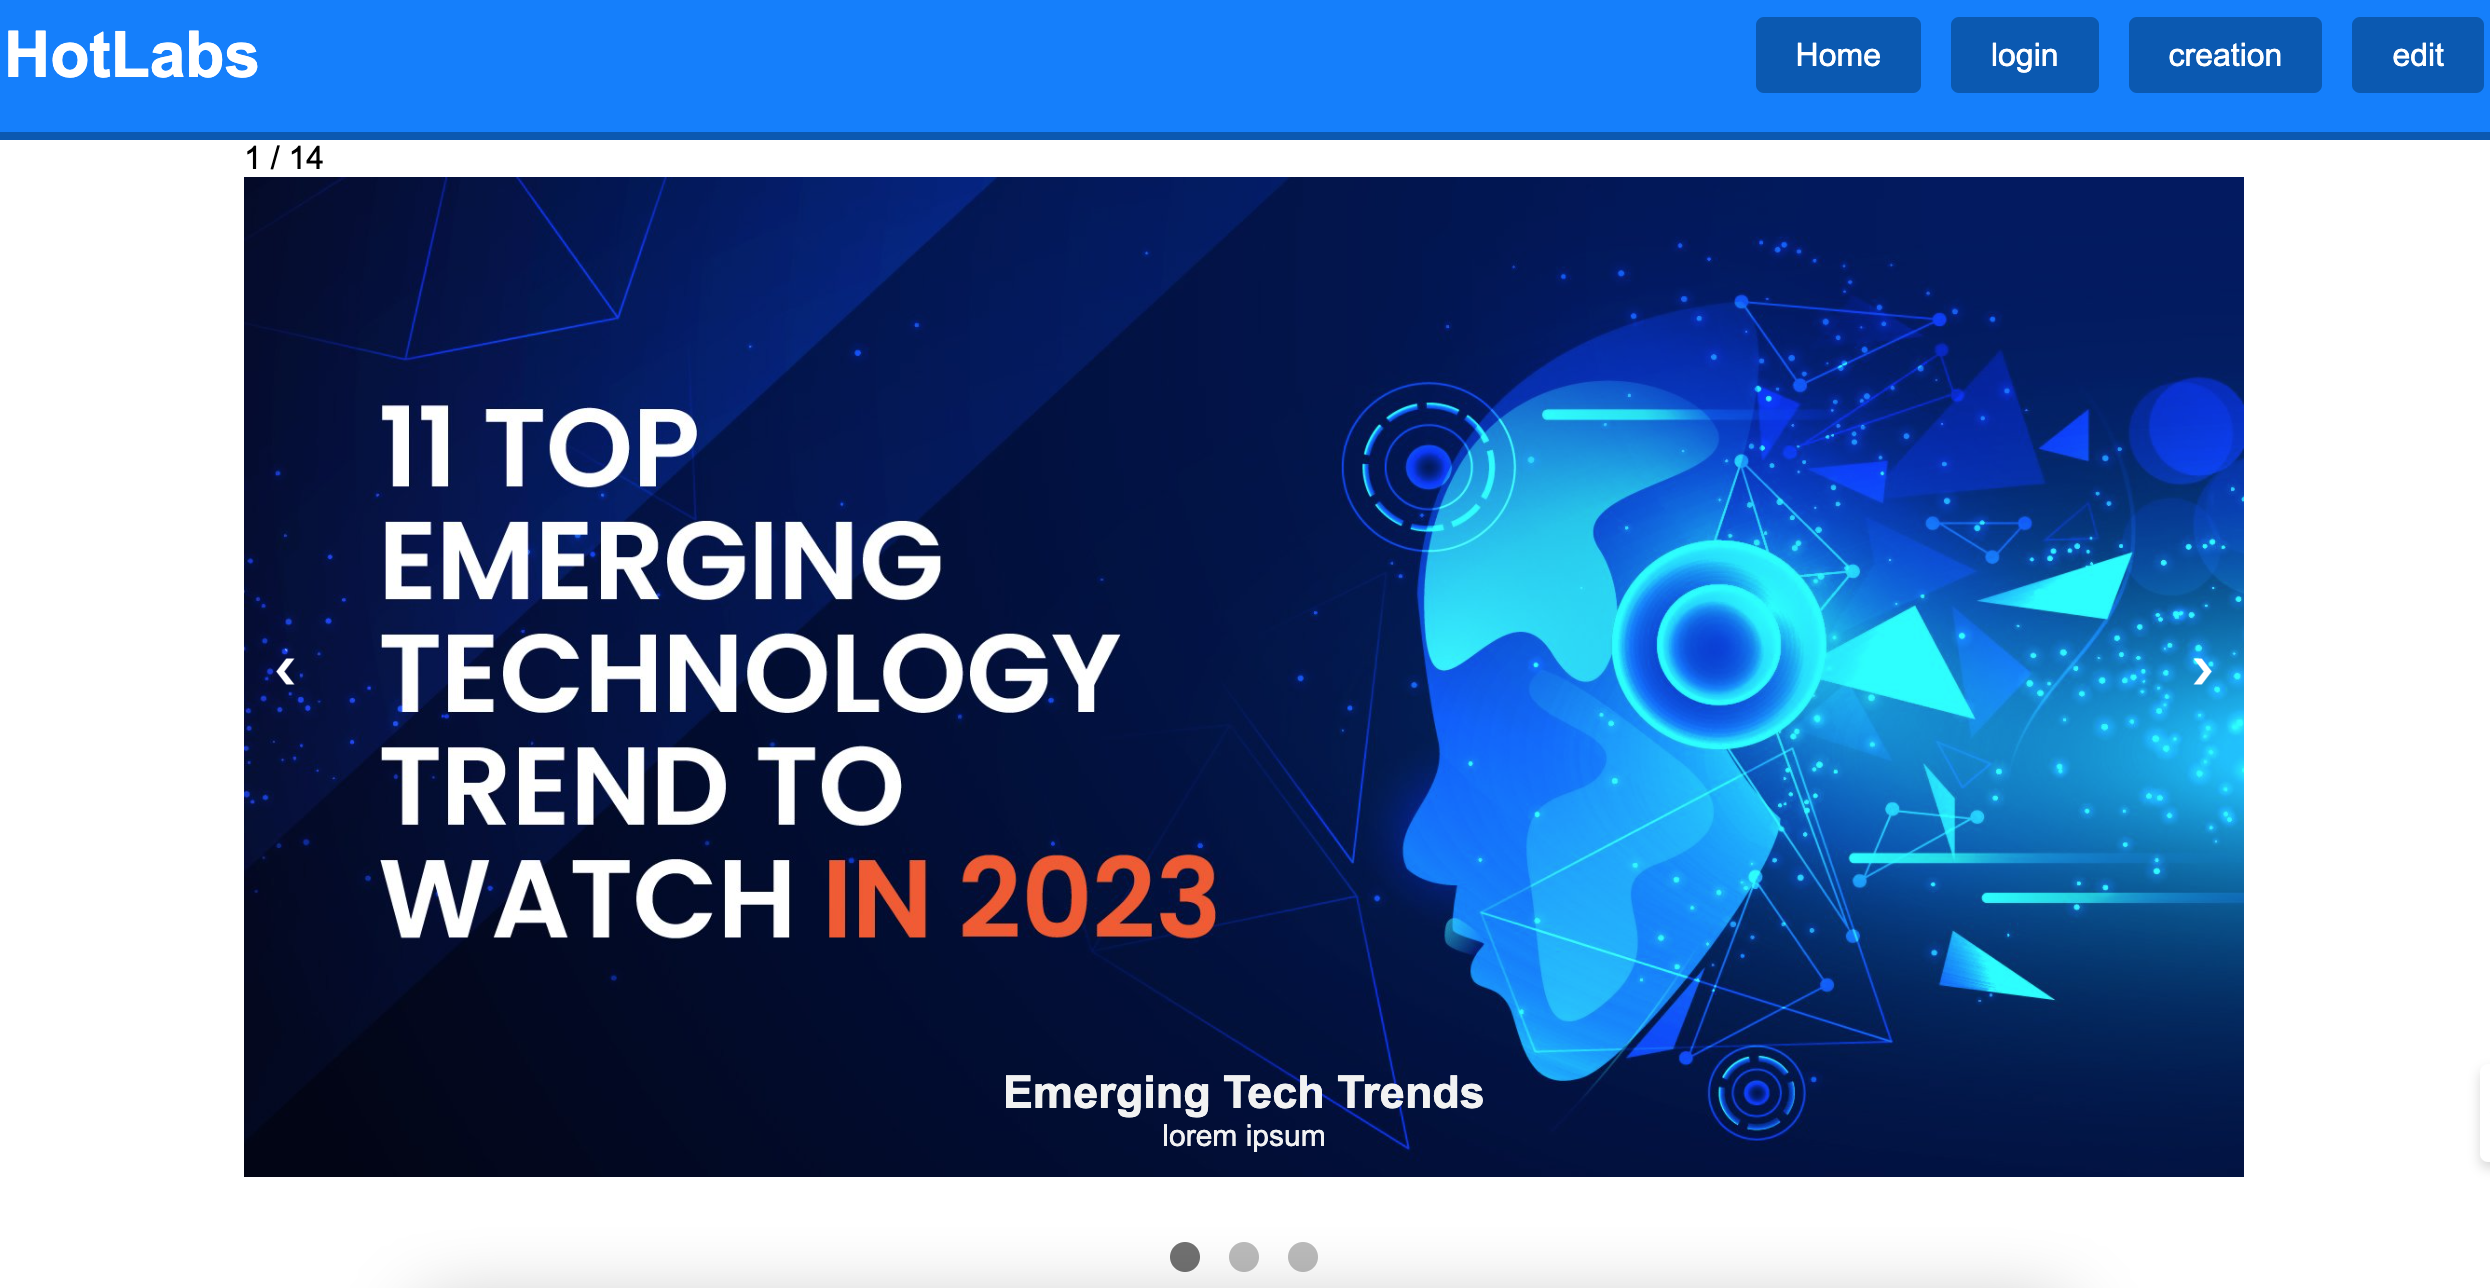 HotLabs
Home
login
creation
edit
1 / 14
11 TOP
EMERGING
TECHNOLOGY
TREND TO
WATCH IN 2023
❮
❯
Emerging Tech Trends
lorem ipsum